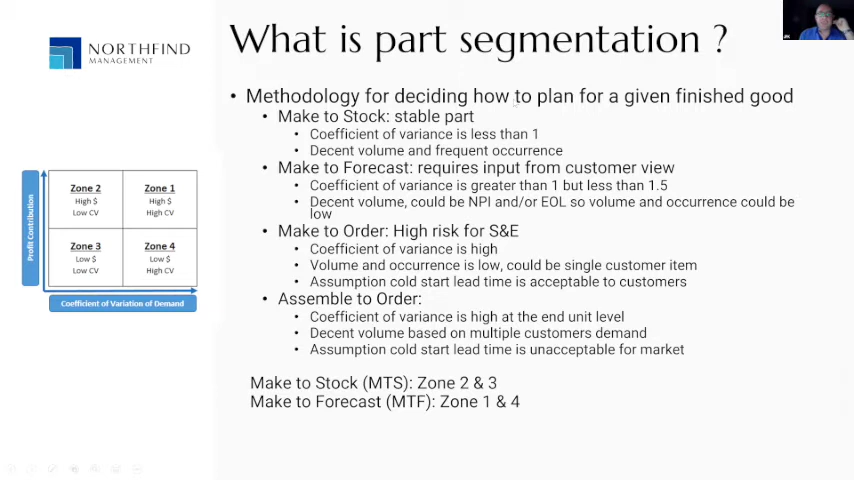 What is part segmentation ?
NORTHFIND
MANAGEMENT
• Methodology for deciding how to plan for a given finished good
• Make to Stock: stable part
• Coefficient of variance is less than 1
• Decent volume and frequent occurrence
• Make to Forecast: requires input from customer view
• Coefficient of variance is greater than 1 but less than 1.5
• Decent volume, could be NPI and/or EOL so volume and occurrence could be
low
• Make to Order: High risk for S&E
• Coefficient of variance is high
• Volume and occurrence is low, could be single customer item
• Assumption cold start lead time is acceptable to customers
• Assemble to Order:
• Coefficient of variance is high at the end unit level
• Decent volume based on multiple customers demand
• Assumption cold start lead time is unacceptable for market
Make to Stock (MTS): Zone 2 & 3
Make to Forecast (MTF): Zone 1 & 4
Profit Contribution
Zone 2
High $
Low CV
Zone 1
High $
High CV
Zone 3
Low $
Low CV
Zone 4
Low $
High CV
Coefficient of Variation of Demand